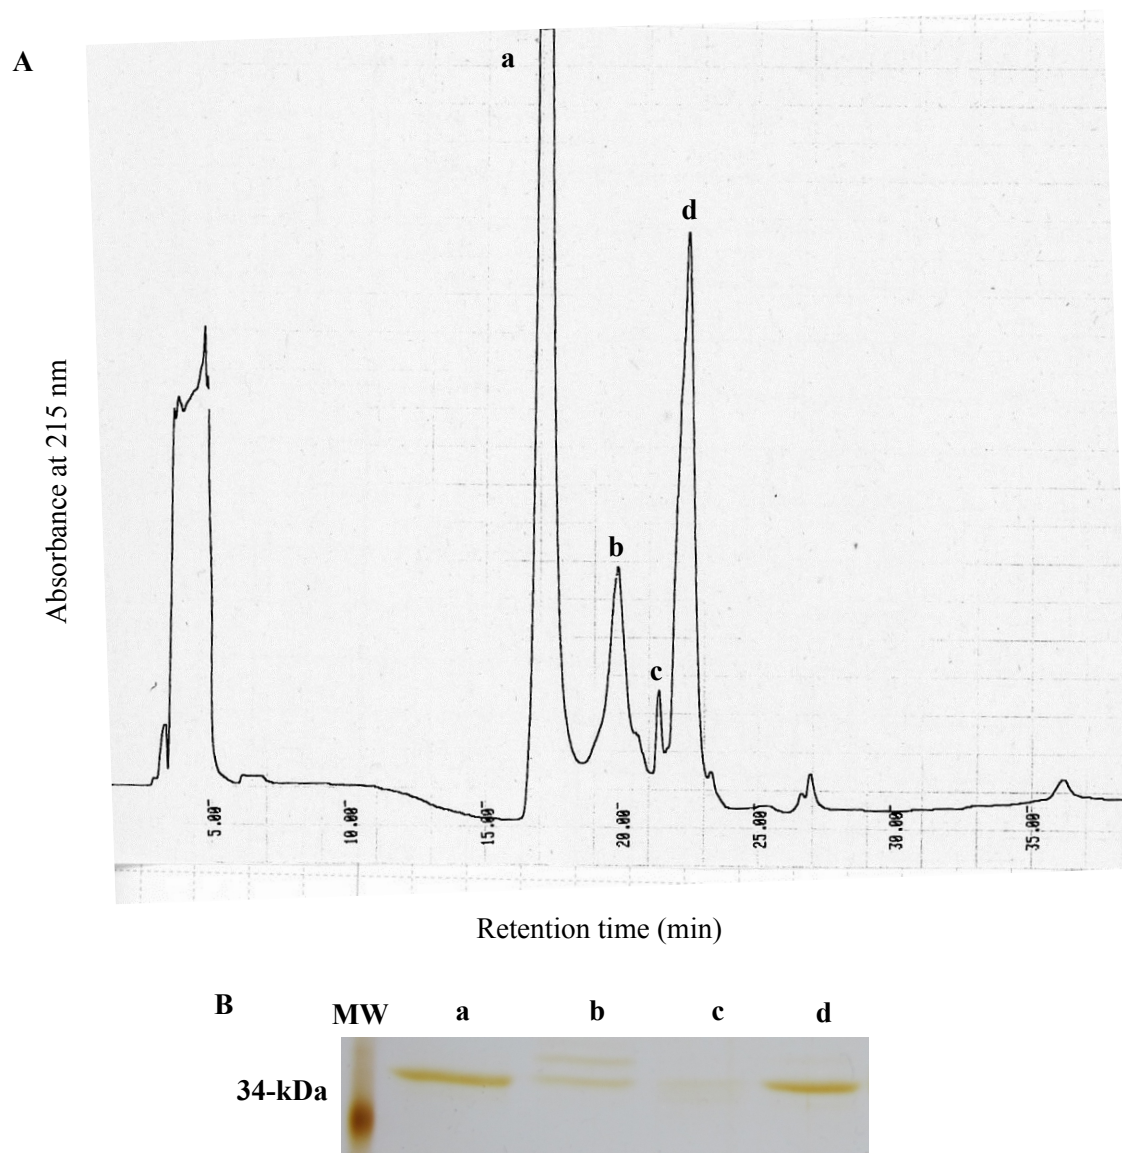 A
a
d
b
c
Absorbance at 215 nm
5.00
10.00
15.00
20.00
25.00
30.00
35.00
Retention time (min)
B
MW a b c d
34-kDa